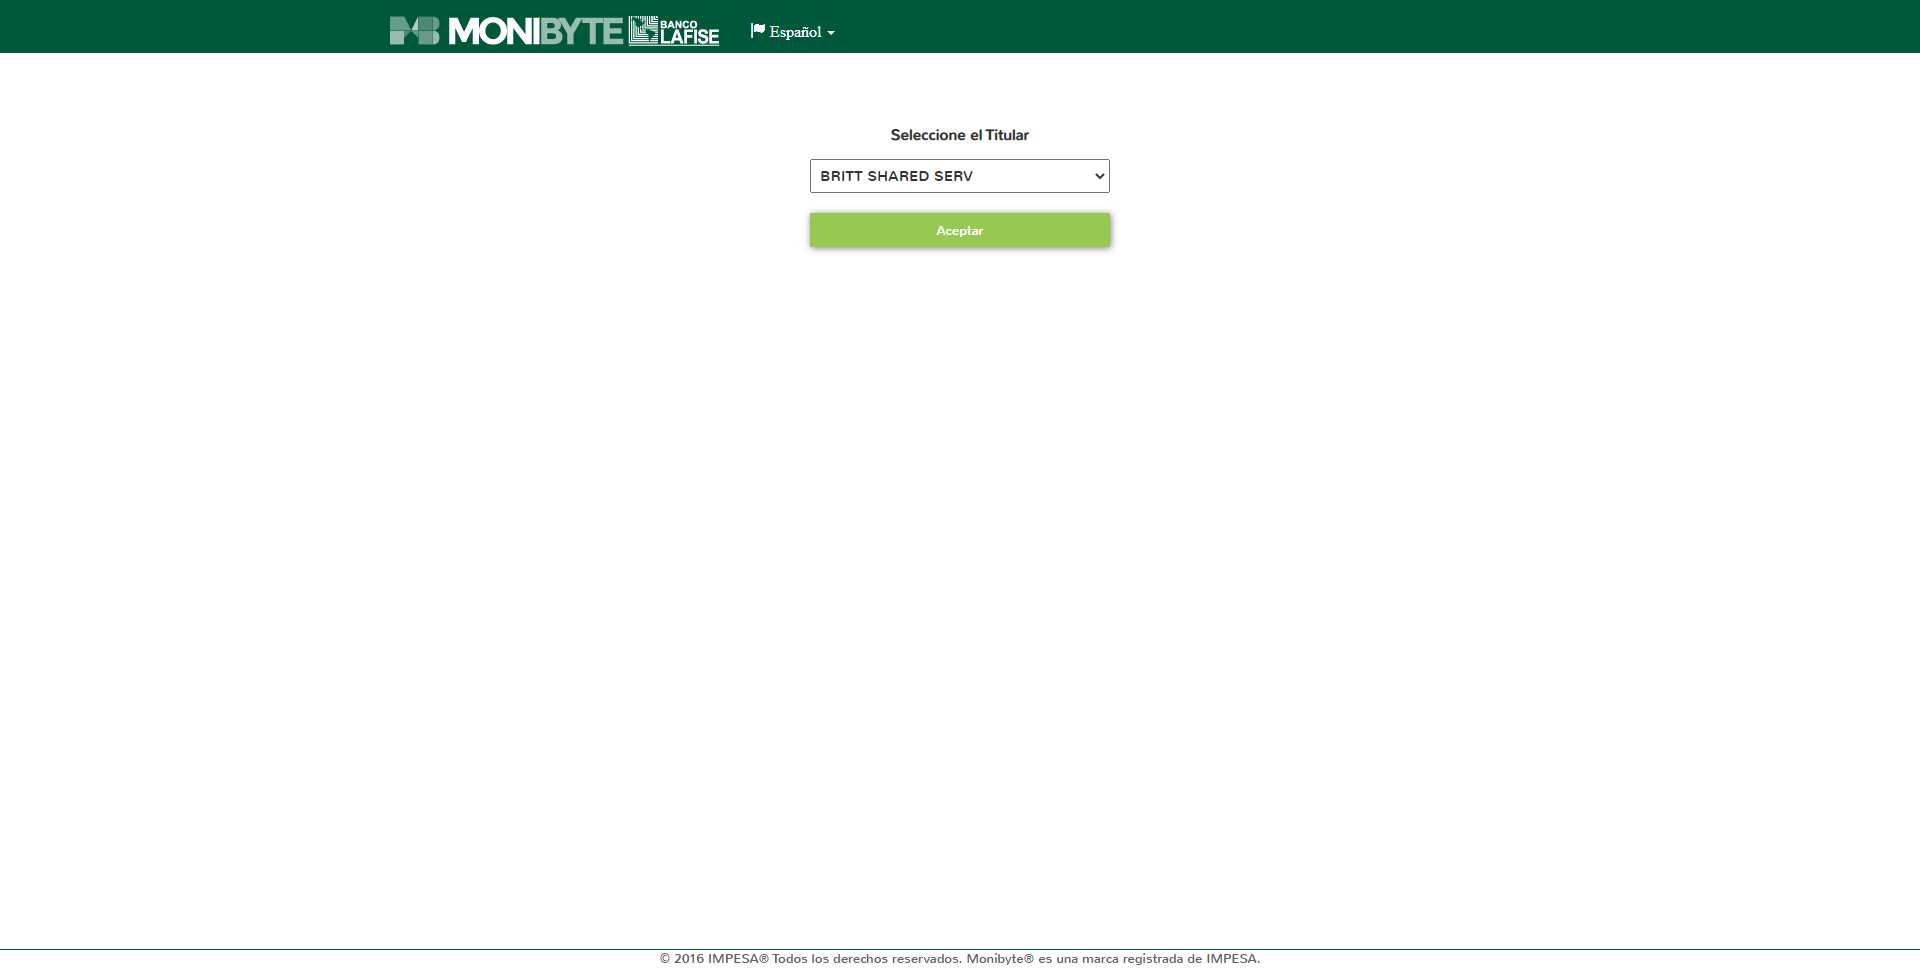 MONIBYTE BANCO LAFISE Español
Seleccione el Titular
BRITT SHARED SERV
Aceptar
© 2016 IMPESA® Todos los derechos reservados. Monibyte® es una marca registrada de IMPESA.